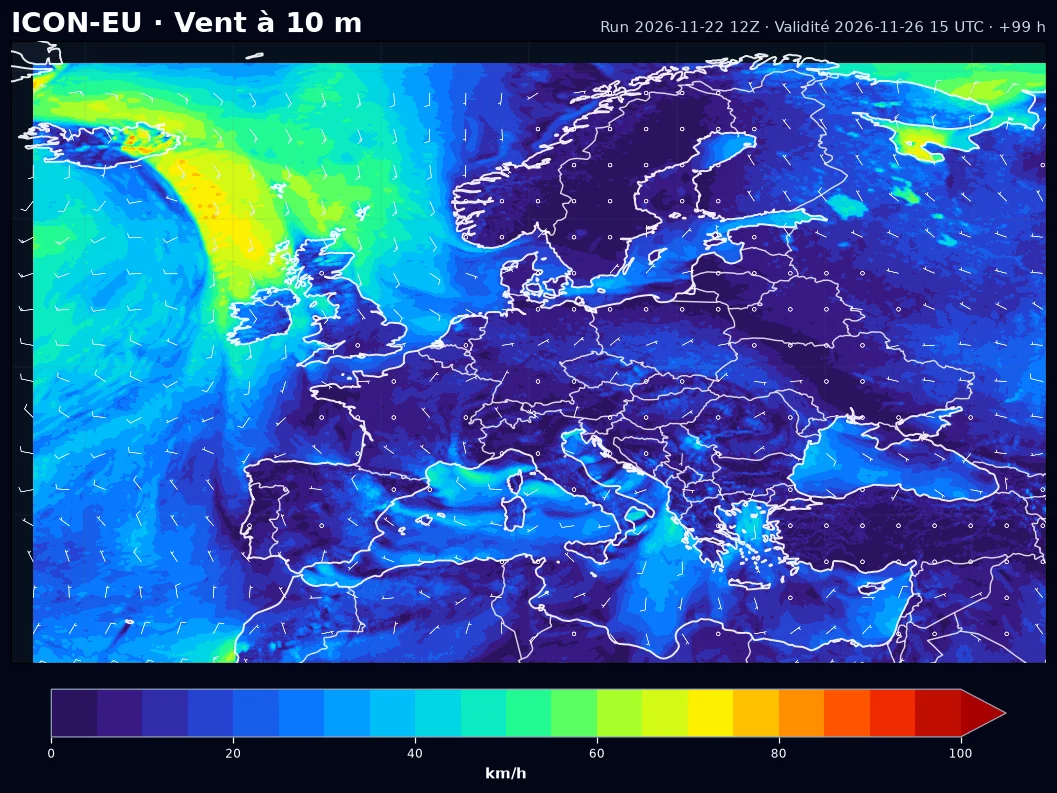 ICON-EU · Vent à 10 m
Run 2026-11-22 12Z · Validité 2026-11-26 15 UTC · +99 h
0 20 40 60 80 100
km/h